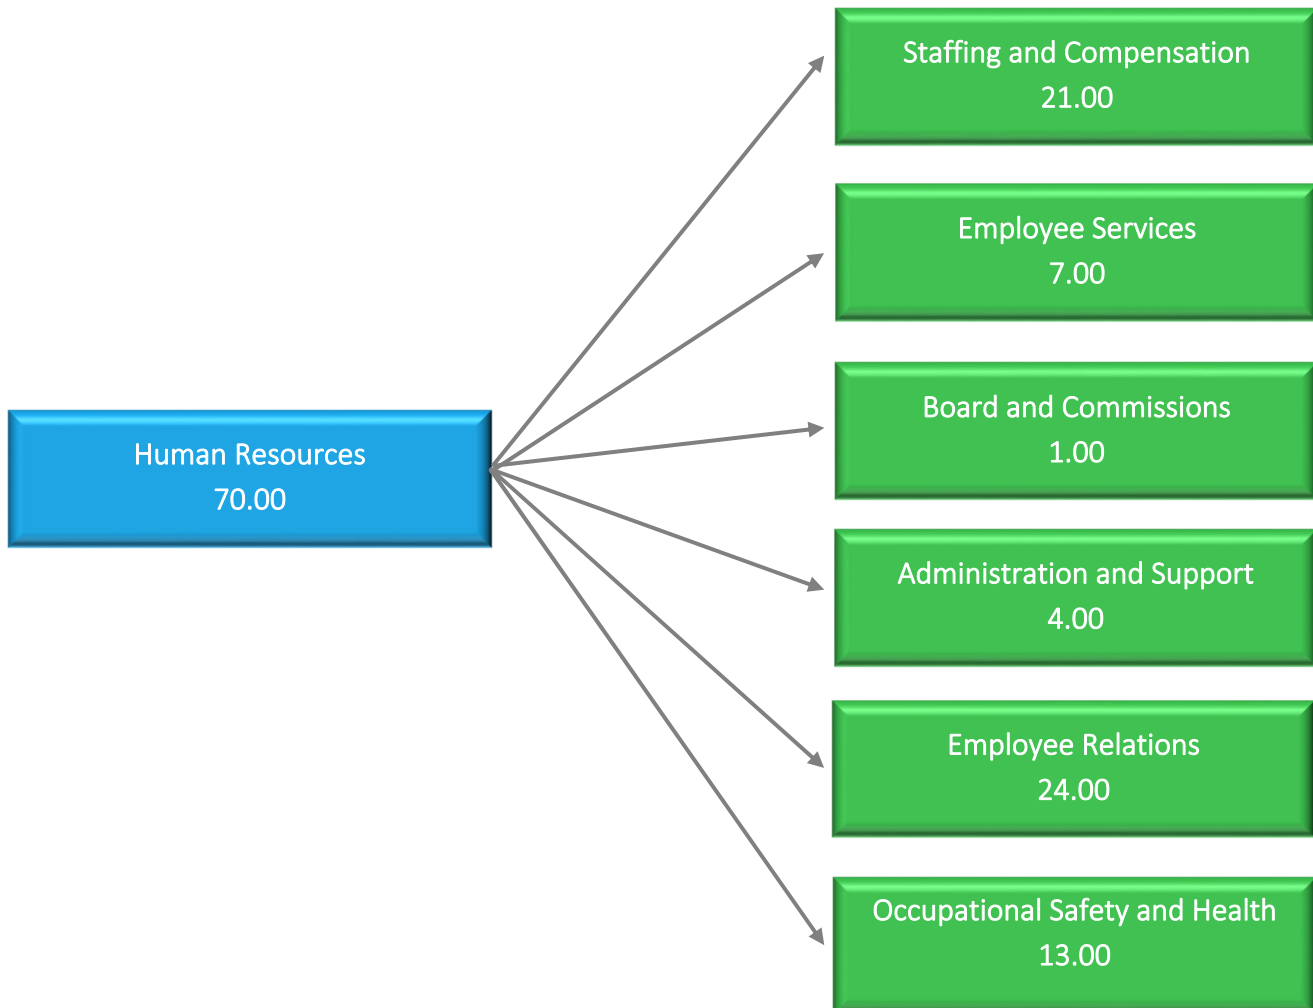 Staffing and Compensation
21.00
Employee Services
7.00
Board and Commissions
1.00
Human Resources
70.00
Administration and Support
4.00
Employee Relations
24.00
Occupational Safety and Health
13.00